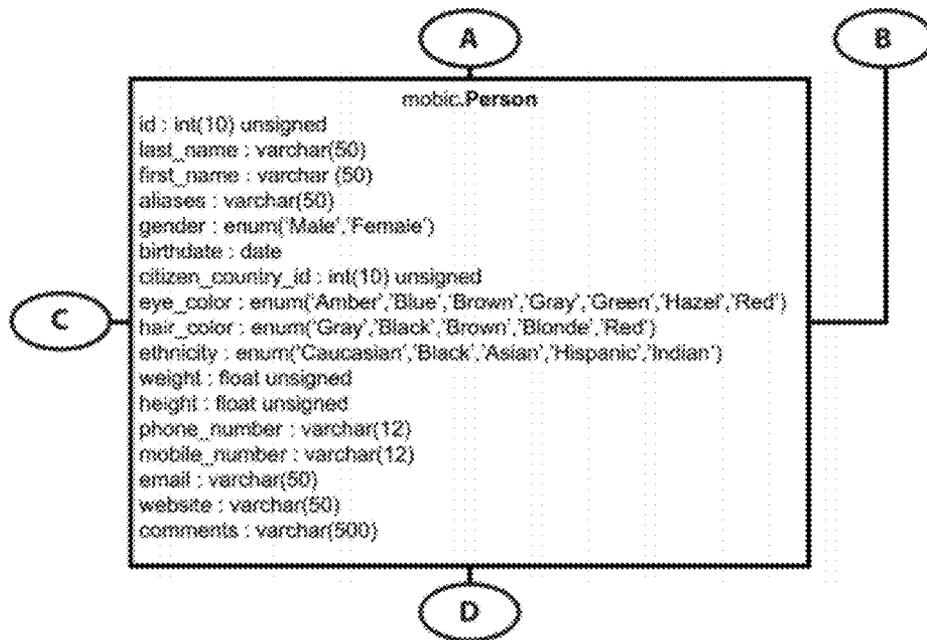 A
B
mobic.Person
id : int(10) unsigned
last_name : varchar(50)
first_name : varchar (50)
aliases : varchar(50)
gender : enum('Male','Female')
birthdate : date
citizen_country_id : int(10) unsigned
eye_color : enum('Amber','Blue','Brown','Gray','Green','Hazel','Red')
C
hair_color : enum('Gray','Black','Brown','Blonde','Red')
ethnicity : enum('Caucasian','Black','Asian','Hispanic','Indian')
weight : float unsigned
height : float unsigned
phone_number : varchar(12)
mobile_number : varchar(12)
email : varchar(50)
website : varchar(50)
comments : varchar(500)
D